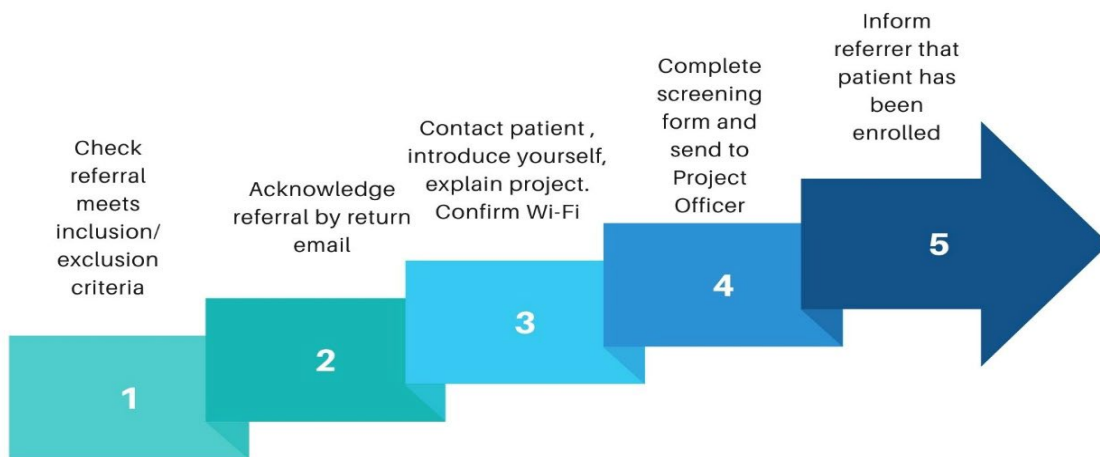 Check
referral
meets
inclusion/
exclusion
criteria
1
Acknowledge
referral by return
email
2
Contact patient ,
introduce yourself,
explain project.
Confirm Wi-Fi
3
Complete
screening
form and
send to
Project
Officer
4
Inform
referrer that
patient has
been
enrolled
5